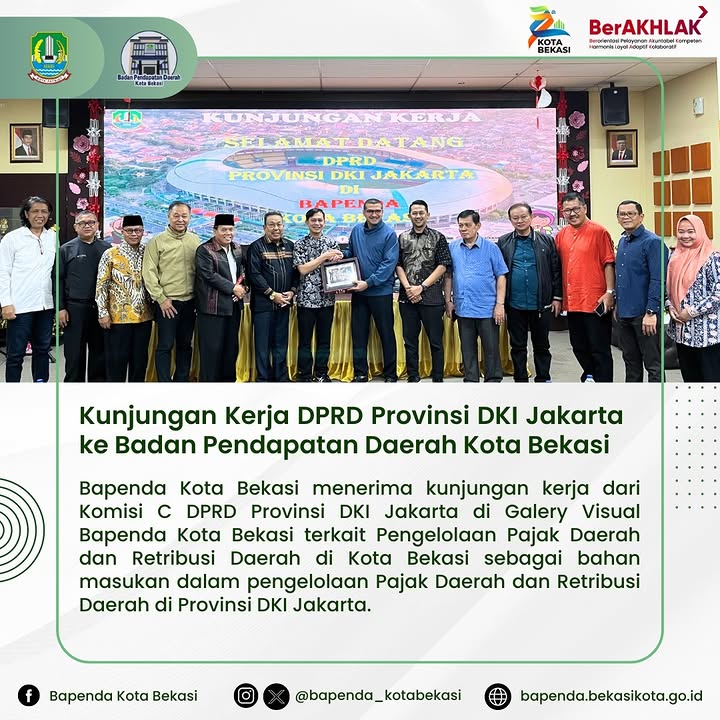 Badan Pendapatan Daerah
Kota Bekasi
KOTA
BEKASI
BerAKHLAK
Berorientasi Pelayanan Akuntabel Kompeten
Harmonis Loyal Adaptif Kolaboratif
KUNJUNGAN KERJA
SELAMAT DATANG
DPRD
PROVINSI DKI JAKARTA
DI
BAPENDA
KOTA BEKASI
Kunjungan Kerja DPRD Provinsi DKI Jakarta
ke Badan Pendapatan Daerah Kota Bekasi
Bapenda Kota Bekasi menerima kunjungan kerja dari
Komisi C DPRD Provinsi DKI Jakarta di Galery Visual
Bapenda Kota Bekasi terkait Pengelolaan Pajak Daerah
dan Retribusi Daerah di Kota Bekasi sebagai bahan
masukan dalam pengelolaan Pajak Daerah dan Retribusi
Daerah di Provinsi DKI Jakarta.
Bapenda Kota Bekasi
@bapenda_kotabekasi
bapenda.bekasikota.go.id